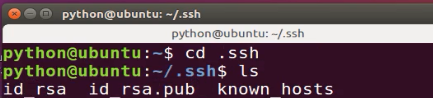 python@ubuntu: ~/.ssh
python@ubuntu: ~/.ssh
python@ubuntu:~$ cd .ssh
python@ubuntu:~/.ssh$ ls
id_rsa  id_rsa.pub  known_hosts